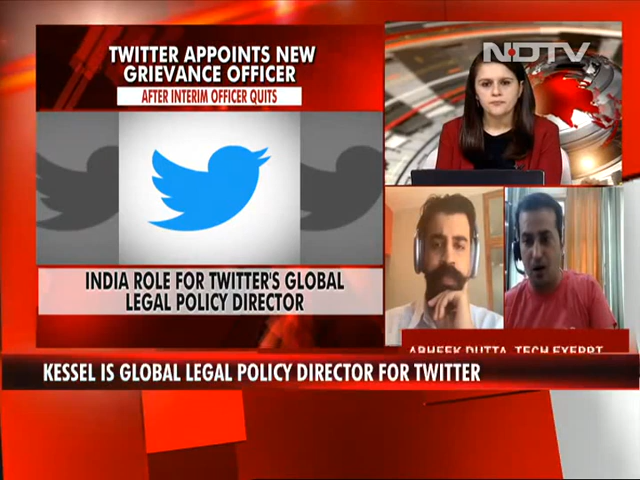 TWITTER APPOINTS NEW
GRIEVANCE OFFICER
AFTER INTERIM OFFICER QUITS
NDTV
INDIA ROLE FOR TWITTER'S GLOBAL
LEGAL POLICY DIRECTOR
ABHEEK DUTTA, TECH EXERPT
KESSEL IS GLOBAL LEGAL POLICY DIRECTOR FOR TWITTER